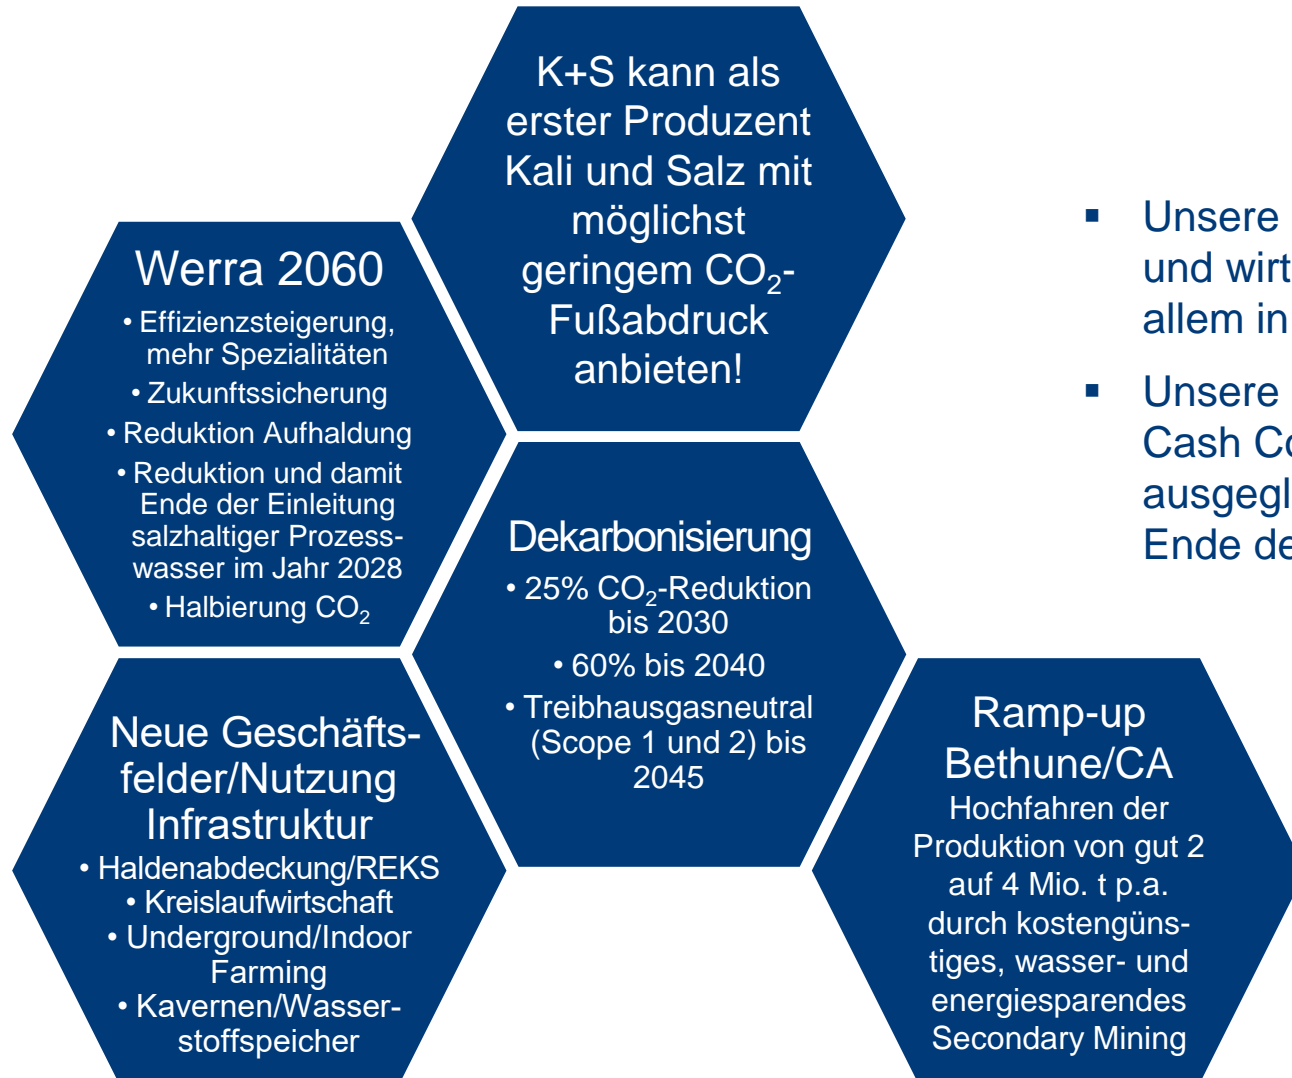 K+S kann als
erster Produzent
Kali und Salz mit
möglichst
geringem CO₂-
Fußabdruck
anbieten!
Werra 2060
• Effizienzsteigerung,
mehr Spezialitäten
• Zukunftssicherung
• Reduktion Aufhaldung
• Reduktion und damit
Ende der Einleitung
salzhaltiger Prozess-
wasser im Jahr 2028
• Halbierung CO₂
Dekarbonisierung
• 25% CO₂-Reduktion
bis 2030
• 60% bis 2040
• Treibhausgasneutral
(Scope 1 und 2) bis
2045
Neue Geschäfts-
felder/Nutzung
Infrastruktur
• Haldenabdeckung/REKS
• Kreislaufwirtschaft
• Underground/Indoor
Farming
• Kavernen/Wasser-
stoffspeicher
Ramp-up
Bethune/CA
Hochfahren der
Produktion von gut 2
auf 4 Mio. t p.a.
durch kostengüns-
tiges, wasser- und
energiesparendes
Secondary Mining
▪ Unsere
und wirt
allem in
▪ Unsere
Cash
ausgegl
Ende